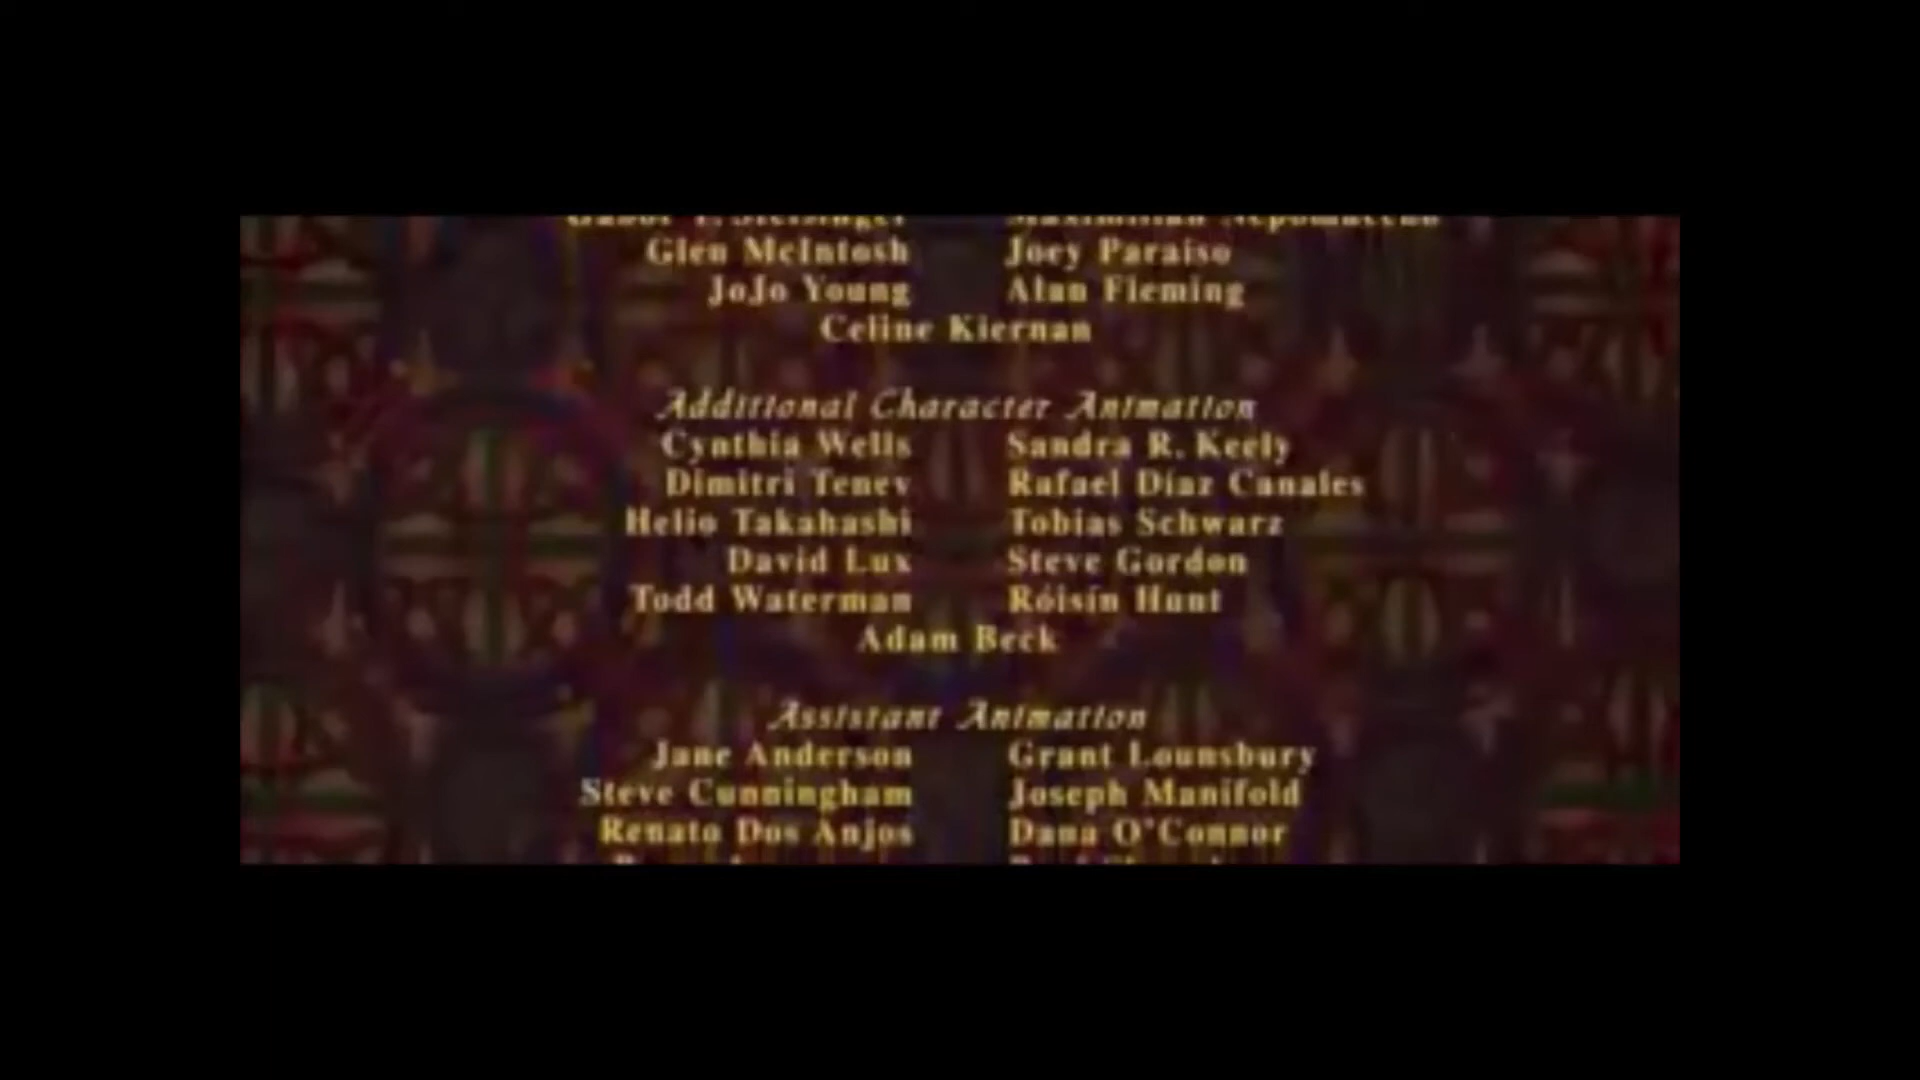 Glen McIntosh Joey Paraiso
JoJo Young Alan Fleming
Celine Kiernan
Additional Character Animation
Cynthia Wells Sandra R. Keely
Dimitri Tenev Rafael Díaz Canales
Helio Takahashi Tobias Schwarz
David Lux Steve Gordon
Todd Waterman Róisín Hunt
Adam Beck
Assistant Animation
Jane Anderson Grant Lounsbury
Steve Cunningham Joseph Manifold
Renato Dos Anjos Dana O'Connor